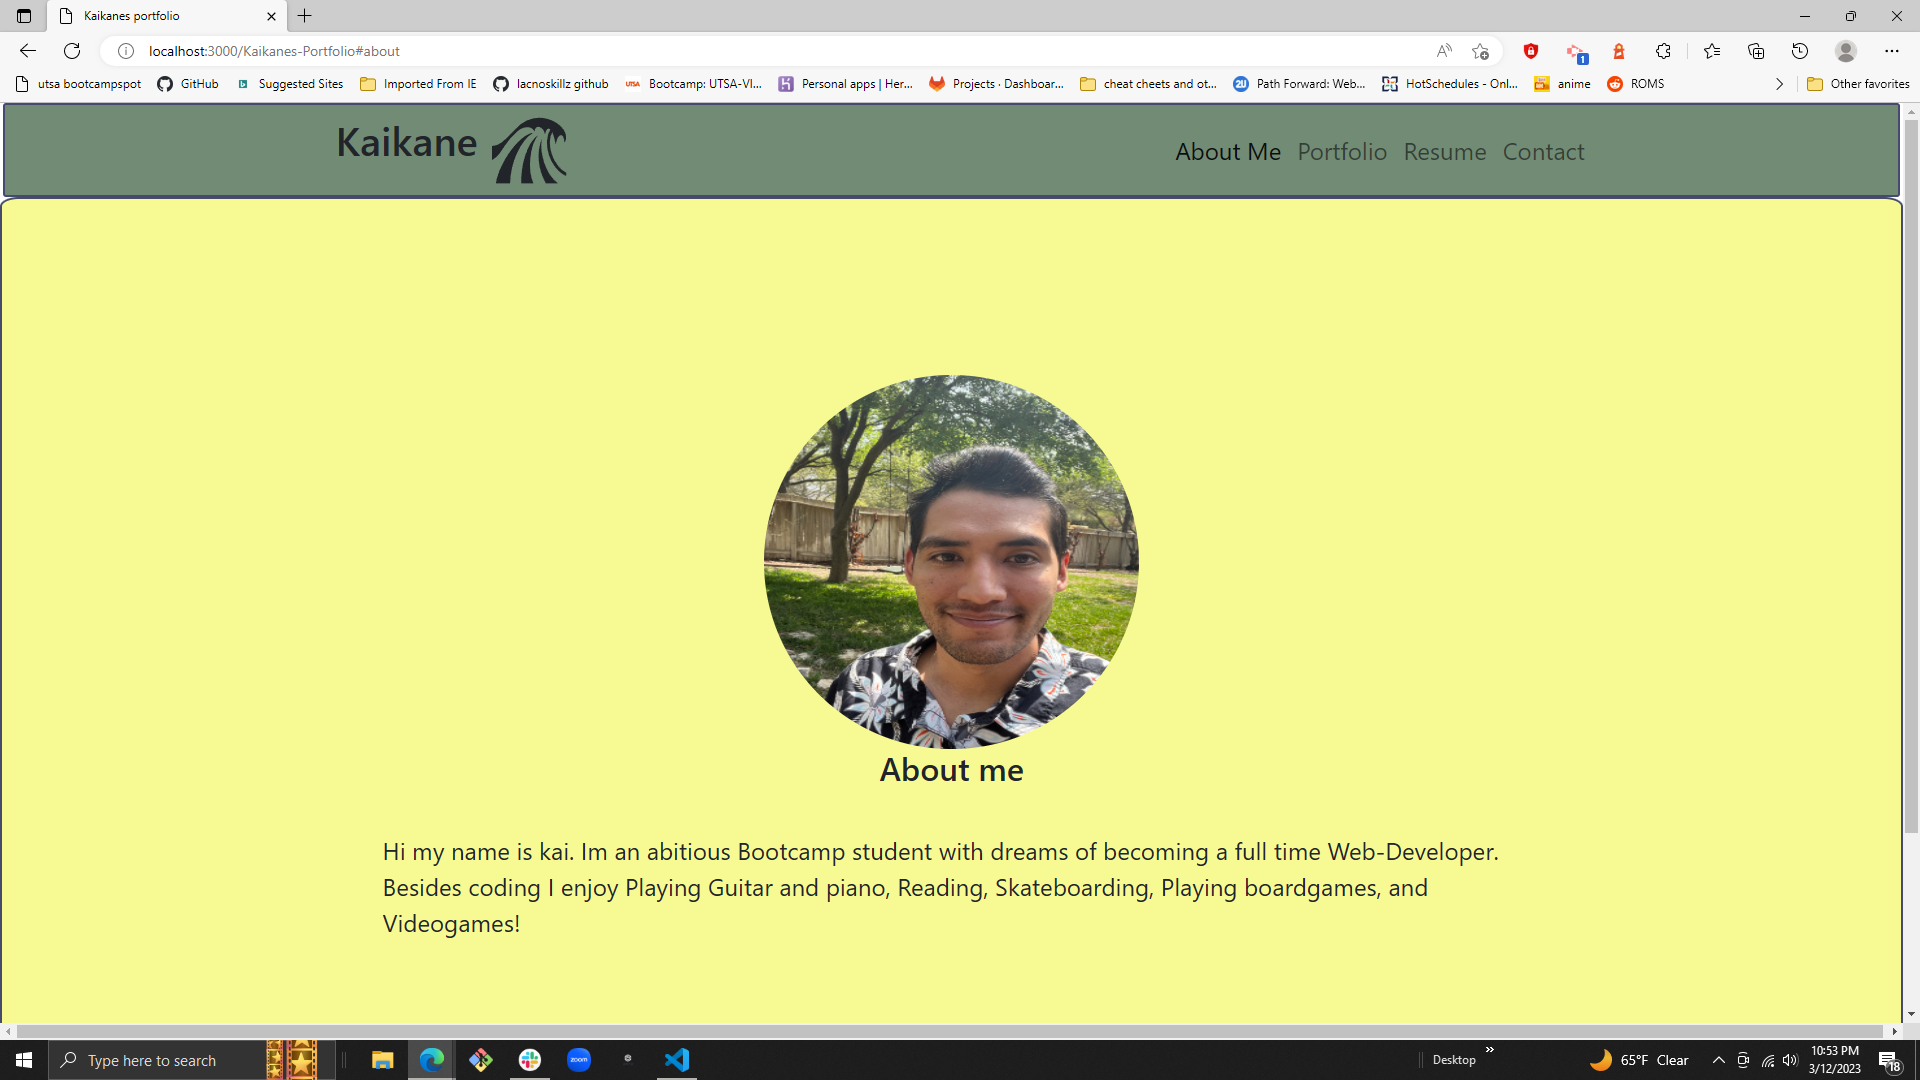 Kaikanes portfolio
localhost:3000/Kaikanes-Portfolio#about
1
utsa bootcampspot GitHub Suggested Sites Imported From IE lacnoskillz github Bootcamp: UTSA-VI... Personal apps | Her... Projects · Dashboar... cheat cheets and ot... Path Forward: Web... HotSchedules - Onl... anime ROMS Other favorites
Kaikane
About Me Portfolio Resume Contact
About me
Hi my name is kai. Im an abitious Bootcamp student with dreams of becoming a full time Web-Developer.
Besides coding I enjoy Playing Guitar and piano, Reading, Skateboarding, Playing boardgames, and
Videogames!
Type here to search
zoom
Desktop
65°F Clear
10:53 PM
3/12/2023
18